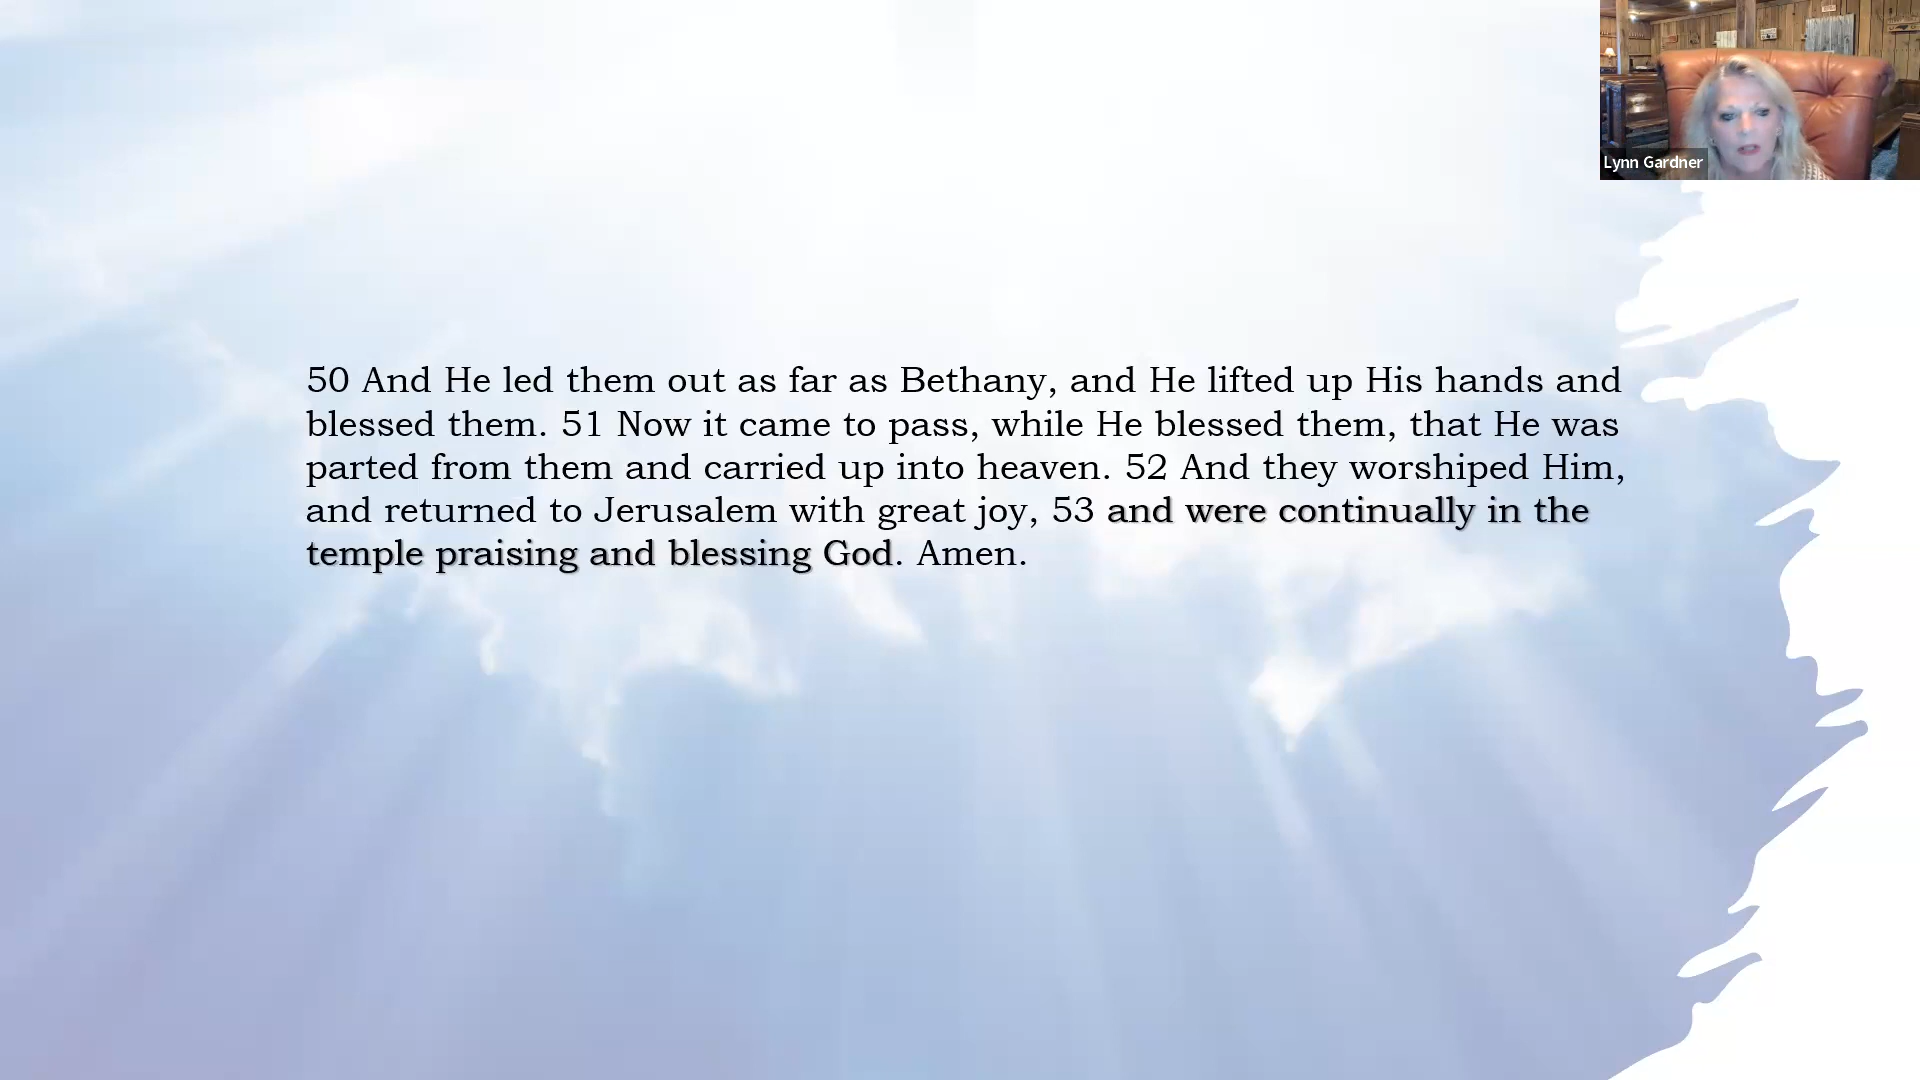 Lynn Gardner
50 And He led them out as far as Bethany, and He lifted up His hands and
blessed them. 51 Now it came to pass, while He blessed them, that He was
parted from them and carried up into heaven. 52 And they worshiped Him,
and returned to Jerusalem with great joy, 53 and were continually in the
temple praising and blessing God. Amen.